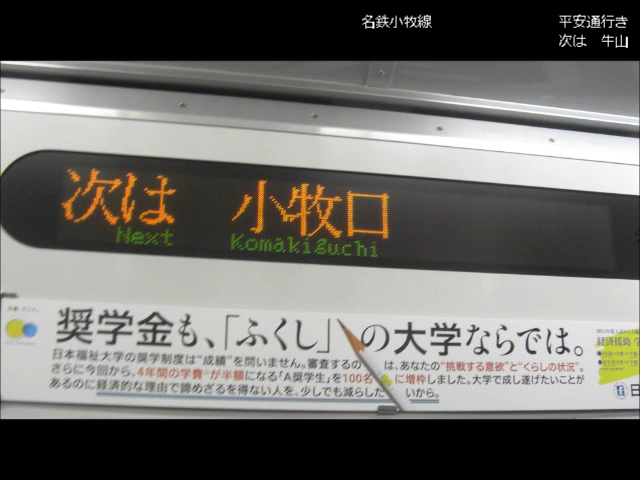 名鉄小牧線
平安通行き
次は 牛山
次は 小牧口
Next Komakiguchi
奨学金も、「ふくし」の大学ならでは。
日本福祉大学の奨学制度は"成績"を問いません。審査するの は、あなたの"挑戦する意欲"と"くらしの状況"。
さらに今回から、4年間の学費が半額になる「A奨学生」を100名 に増枠しました。大学で成し遂げたいことが
あるのに経済的な理由で諦めざるを得ない人を、少しでも減らした いから。
経済援助